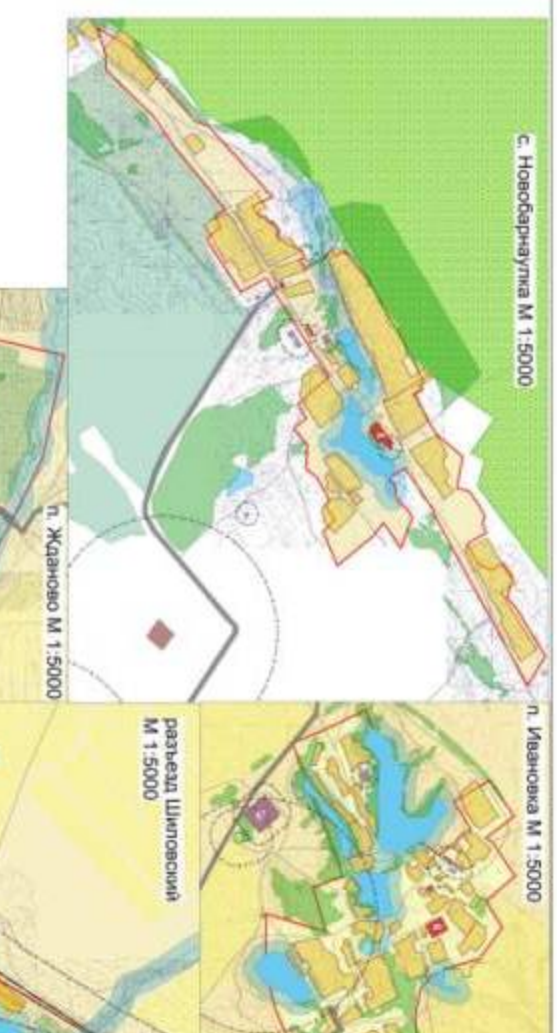 с. Новобарнаулка М 1:5000
п. Ивановка М 1:5000
п. Жданово М 1:5000
разъезд Шиловский
М 1:5000